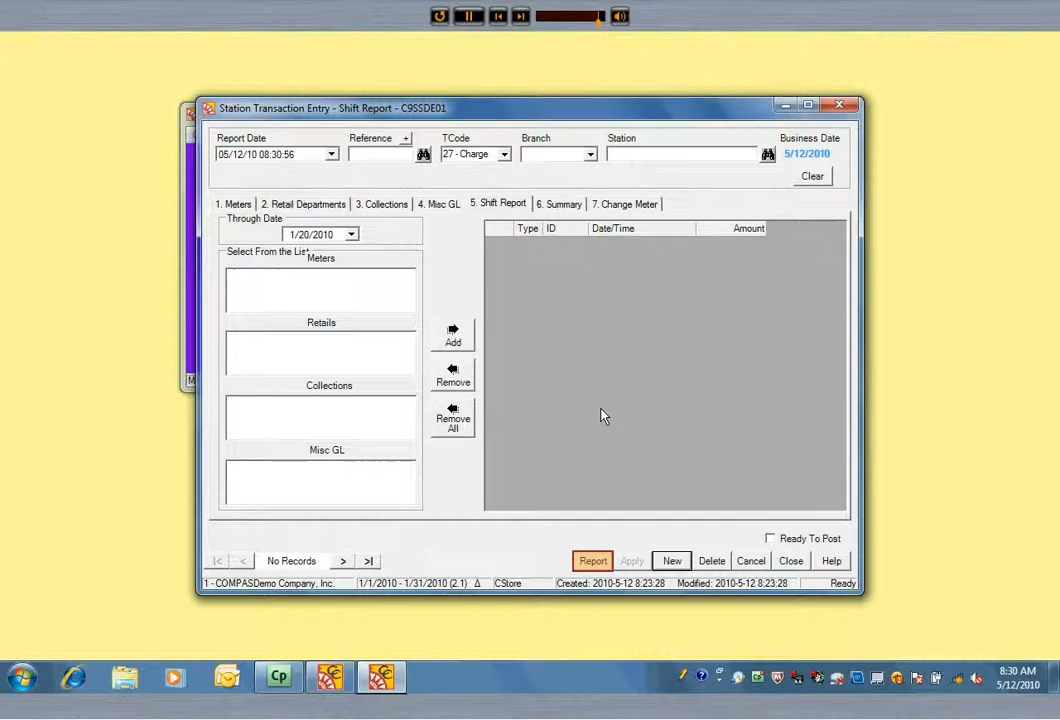 Station Transaction Entry - Shift Report - C9SSDE01
Report Date Reference + TCode Branch Station Business Date
05/12/10 08:30:56 27 - Charge 5/12/2010
Clear
1. Meters 2. Retail Departments 3. Collections 4. Misc GL 5. Shift Report 6. Summary 7. Change Meter
Through Date
1/20/2010
Type ID Date/Time Amount
Select From the List
Meters
Retails
Add
Remove
Collections
Remove All
Misc GL
Ready To Post
|< < No Records > >| Report Apply New Delete Cancel Close Help
1 - COMPASDemo Company, Inc. 1/1/2010 - 1/31/2010 (2.1) Δ CStore Created: 2010-5-12 8:23:28 Modified: 2010-5-12 8:23:28 Ready
Cp
8:30 AM
5/12/2010